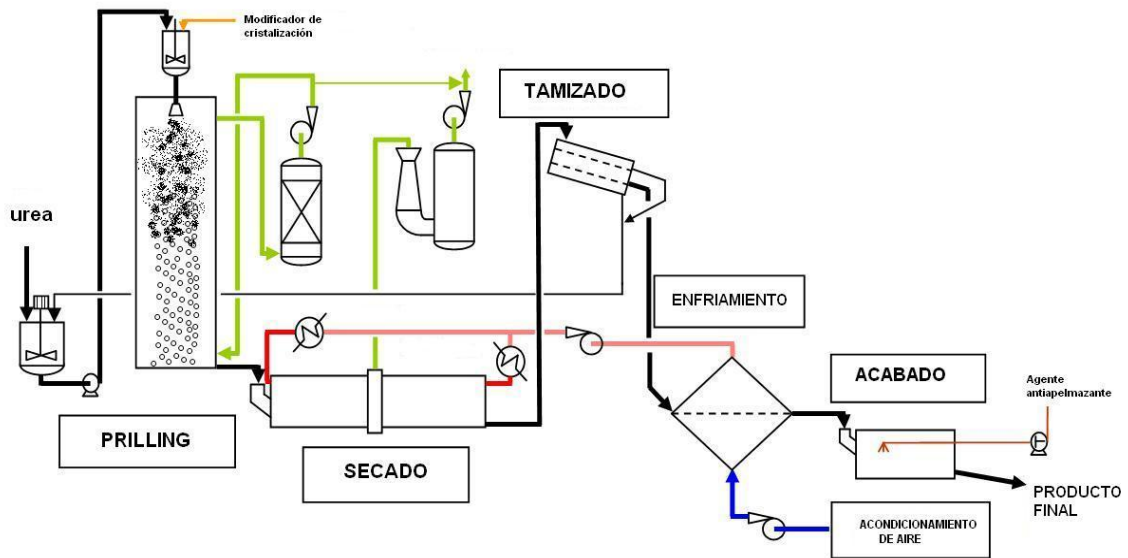 Modificador de
cristalización
TAMIZADO
urea
ENFRIAMIENTO
ACABADO
Agente
antiapelmazante
PRILLING
SECADO
PRODUCTO
FINAL
ACONDICIONAMIENTO
DE AIRE